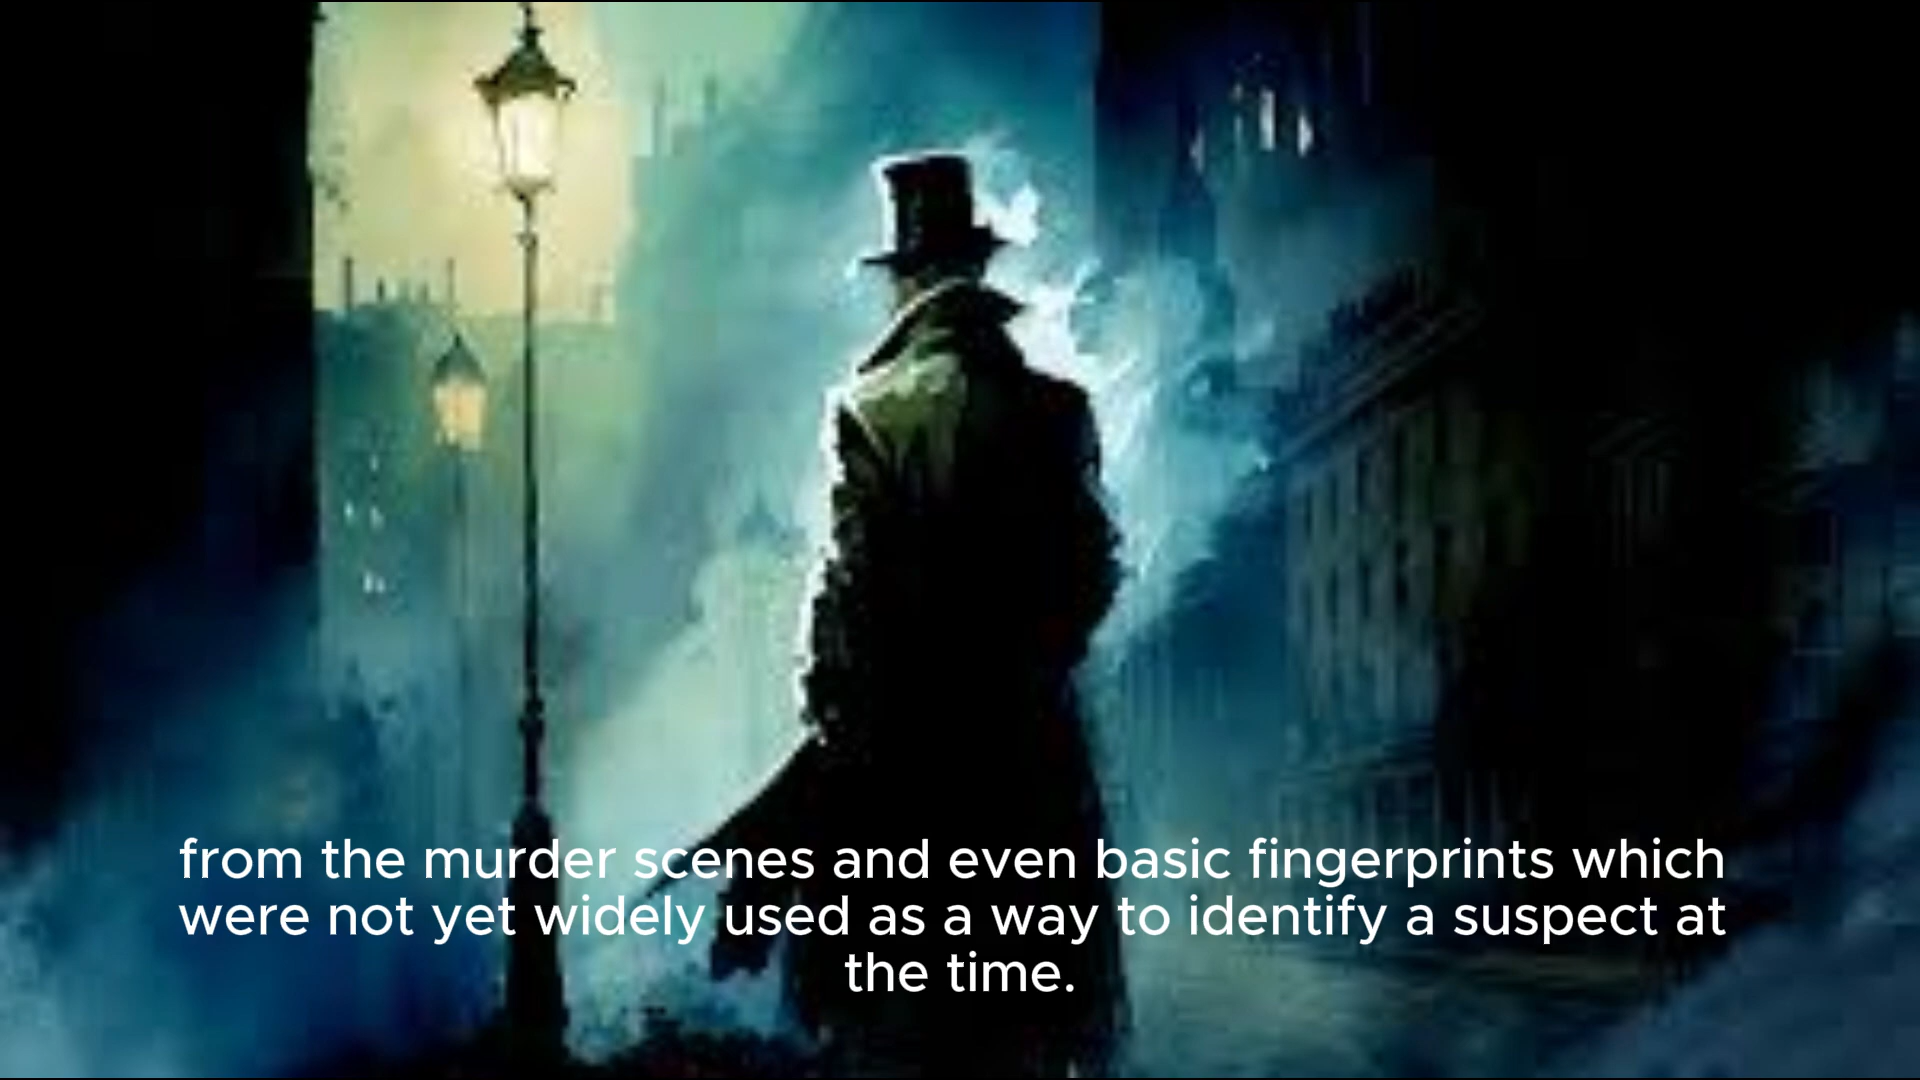 from the murder scenes and even basic fingerprints which
were not yet widely used as a way to identify a suspect at
the time.